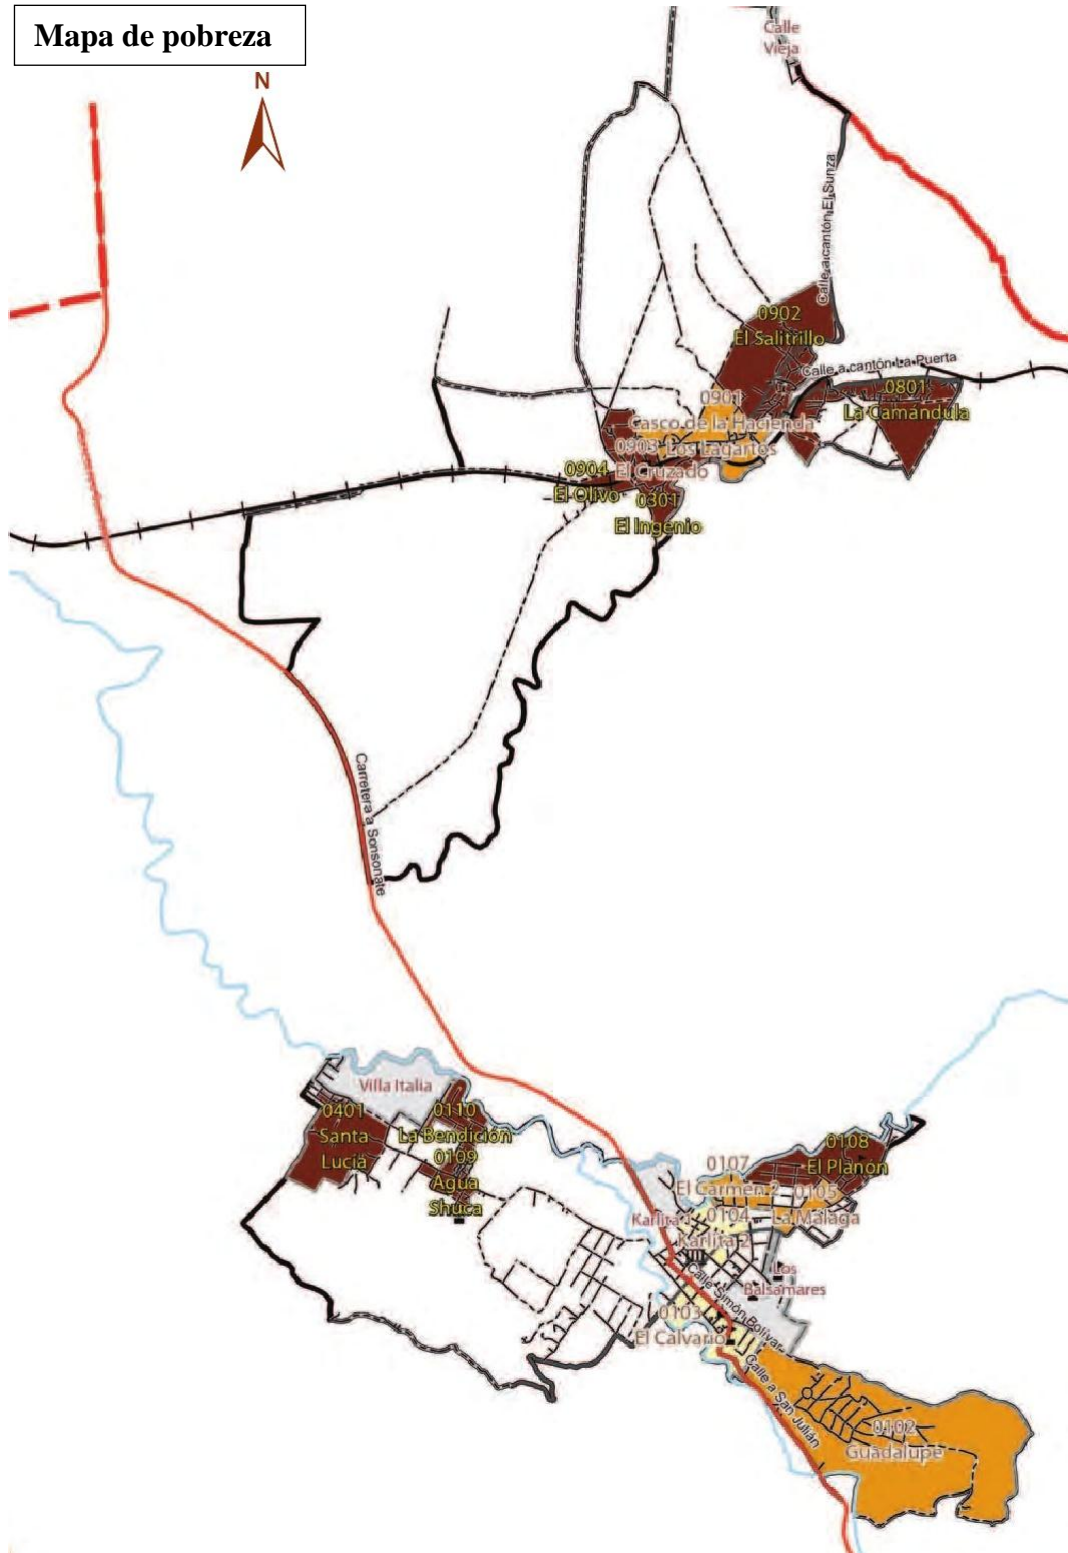 Mapa de pobreza
N
Calle
Vieja
Calle a cantón El Sunza
0902
El Salitrillo
Calle a cantón La Puerta
0901
Casco de la Hacienda
Los Lagartos
0801
La Camándula
0903
El Cruzado
0904
El Olivo
0301
El Ingenio
Carretera a Sonsonate
Villa Italia
0401
Santa
Lucia
0110
La Bendición
0109
Agua
Shuca
0108
El Planon
0107
El Carmen 2
0105
La Malaga
Karlita 1
0104
Karlita 2
Los
Balsamares
Calle Simón Bolívar
0103
El Calvario
Calle a San Julián
0102
Guadalupe